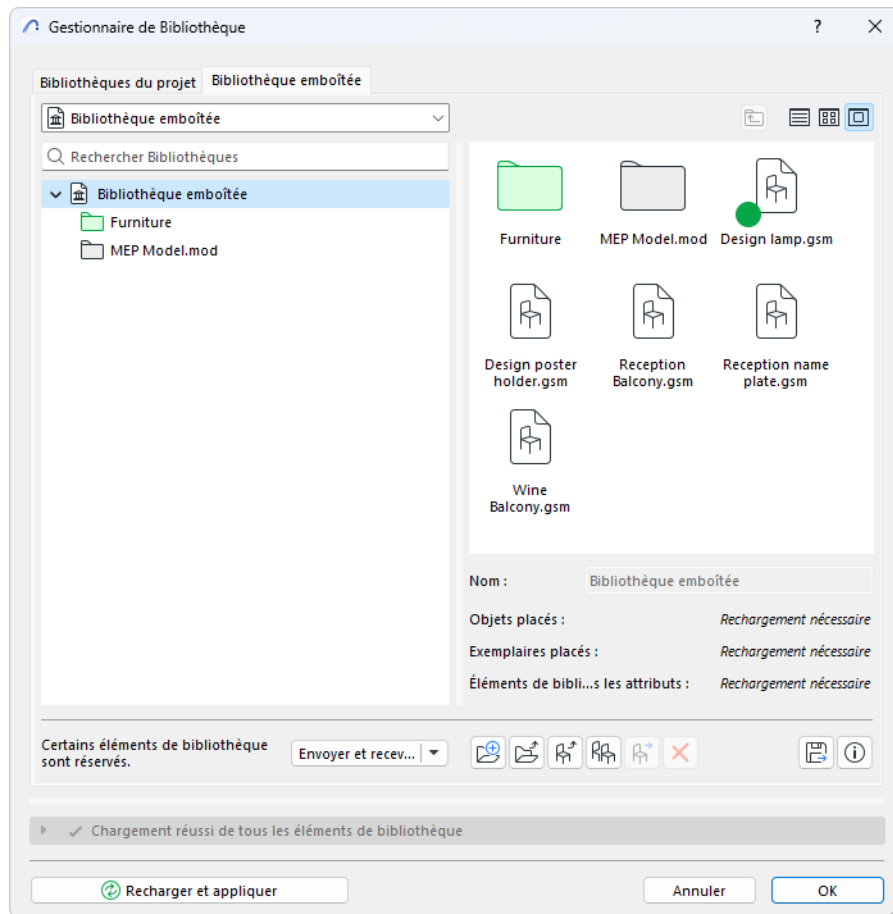 Gestionnaire de Bibliothèque
?
Bibliothèques du projet
Bibliothèque emboîtée
Bibliothèque emboîtée
Rechercher Bibliothèques
Bibliothèque emboîtée
Furniture
MEP Model.mod
Furniture
MEP Model.mod
Design lamp.gsm
Design poster
holder.gsm
Reception
Balcony.gsm
Reception name
plate.gsm
Wine
Balcony.gsm
Nom :
Bibliothèque emboîtée
Objets placés :
Rechargement nécessaire
Exemplaires placés :
Rechargement nécessaire
Éléments de bibli...s les attributs :
Rechargement nécessaire
Certains éléments de bibliothèque
sont réservés.
Envoyer et recev...
Chargement réussi de tous les éléments de bibliothèque
Recharger et appliquer
Annuler
OK